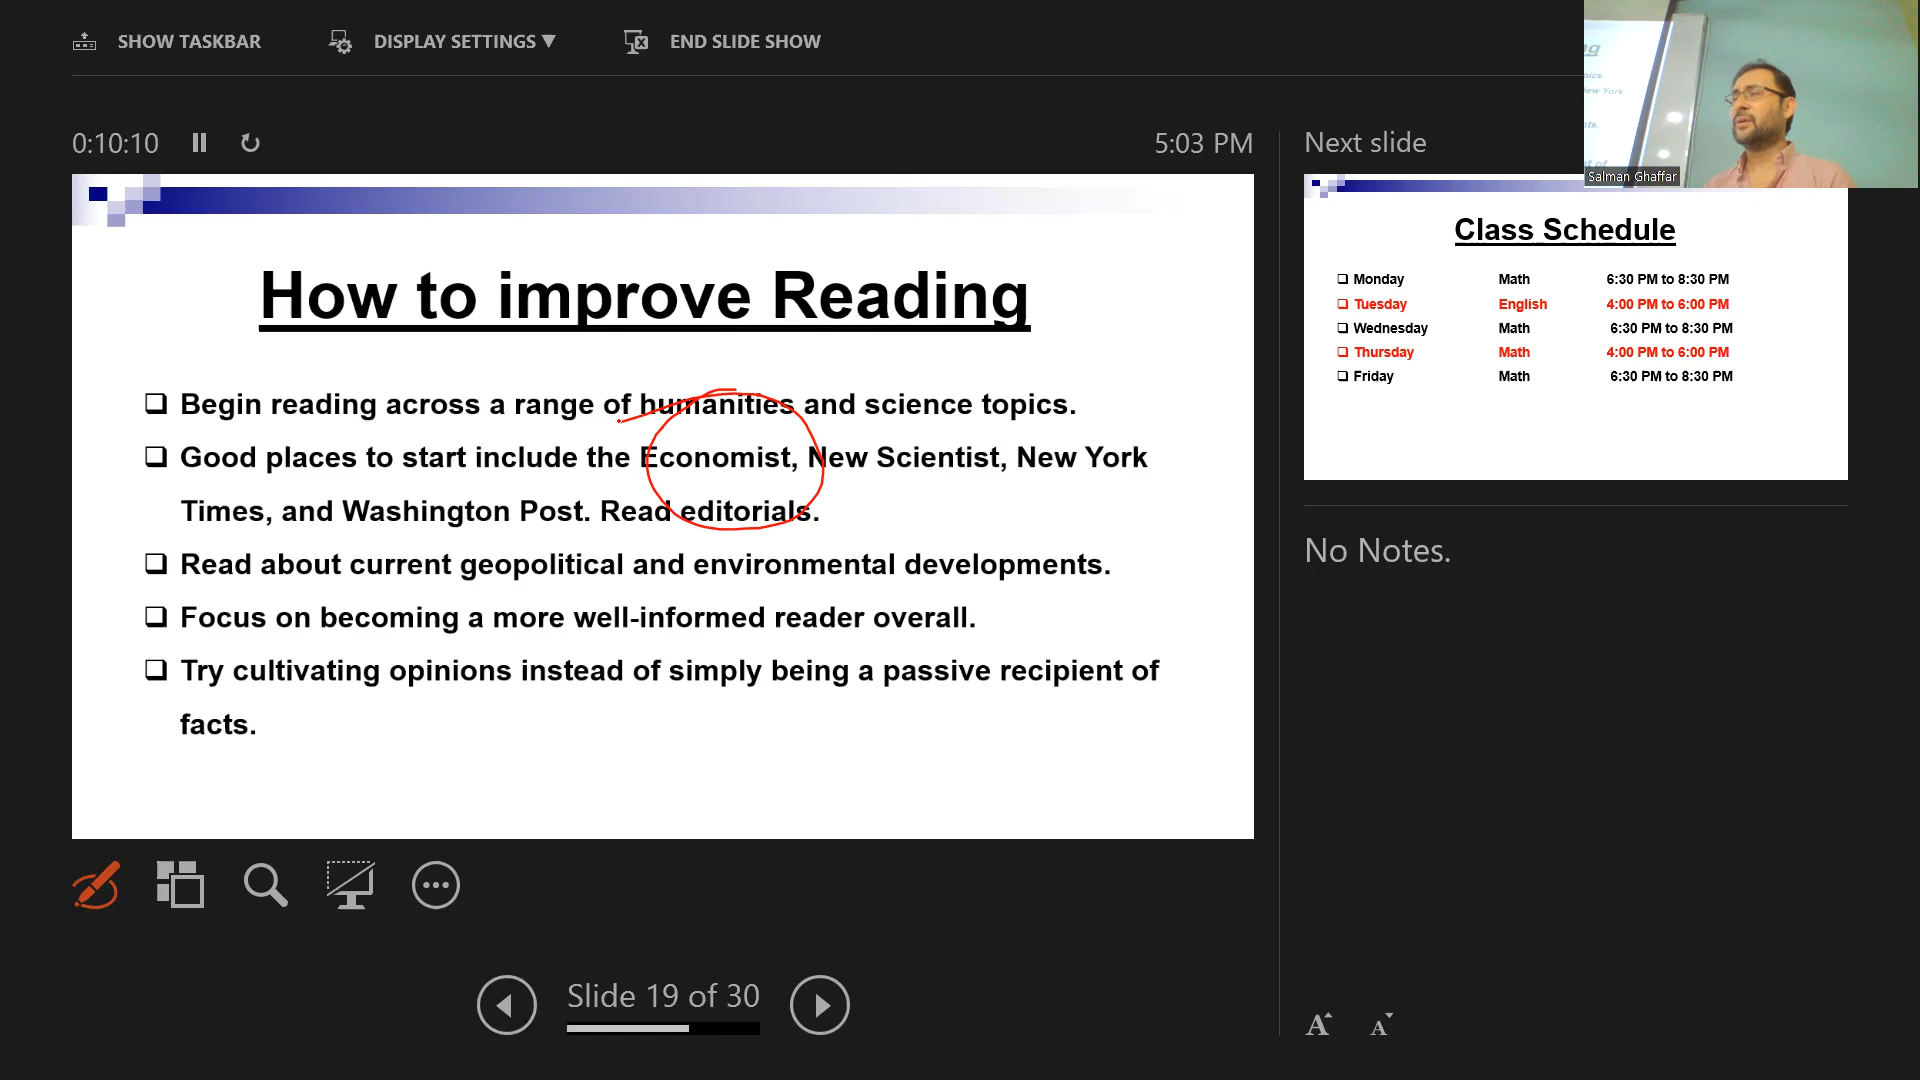 SHOW TASKBAR
DISPLAY SETTINGS ▼
END SLIDE SHOW
0:10:10
5:03 PM
How to improve Reading
❑ Begin reading across a range of humanities and science topics.
❑ Good places to start include the Economist, New Scientist, New York
Times, and Washington Post. Read editorials.
❑ Read about current geopolitical and environmental developments.
❑ Focus on becoming a more well-informed reader overall.
❑ Try cultivating opinions instead of simply being a passive recipient of
facts.
Slide 19 of 30
Next slide
Salman Ghaffar
Class Schedule
❑ Monday Math 6:30 PM to 8:30 PM
❑ Tuesday English 4:00 PM to 6:00 PM
❑ Wednesday Math 6:30 PM to 8:30 PM
❑ Thursday Math 4:00 PM to 6:00 PM
❑ Friday Math 6:30 PM to 8:30 PM
No Notes.
A A